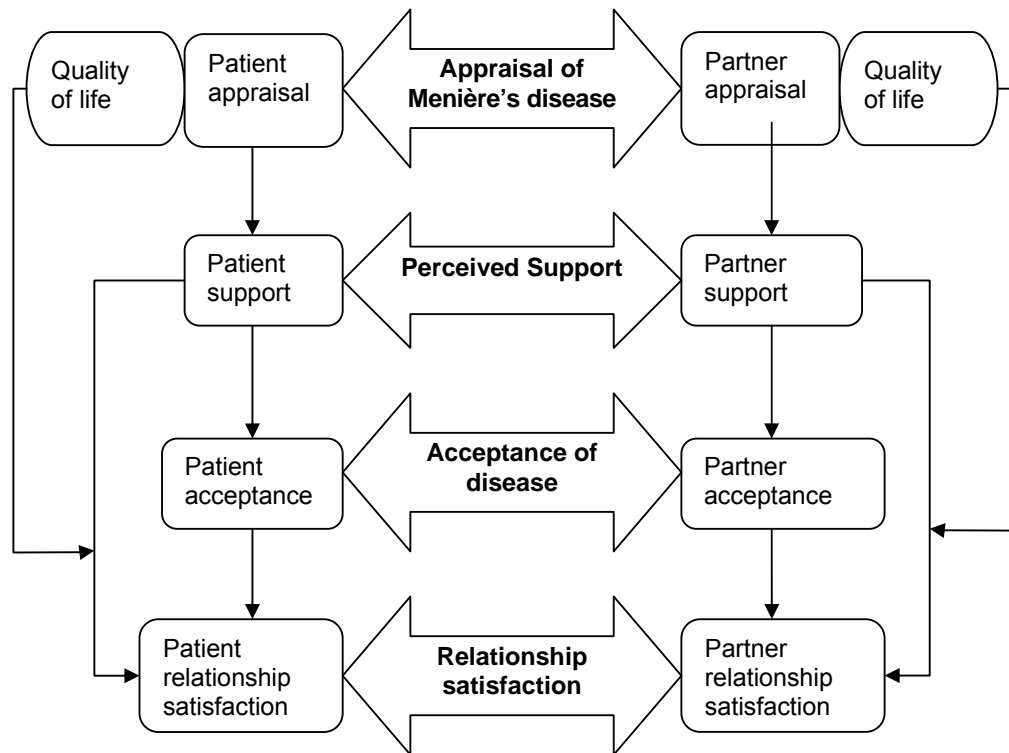 Quality
of life
Patient
appraisal
Appraisal of
Menière's disease
Partner
appraisal
Quality
of life
Patient
support
Perceived Support
Partner
support
Patient
acceptance
Acceptance of
disease
Partner
acceptance
Patient
relationship
satisfaction
Relationship
satisfaction
Partner
relationship
satisfaction